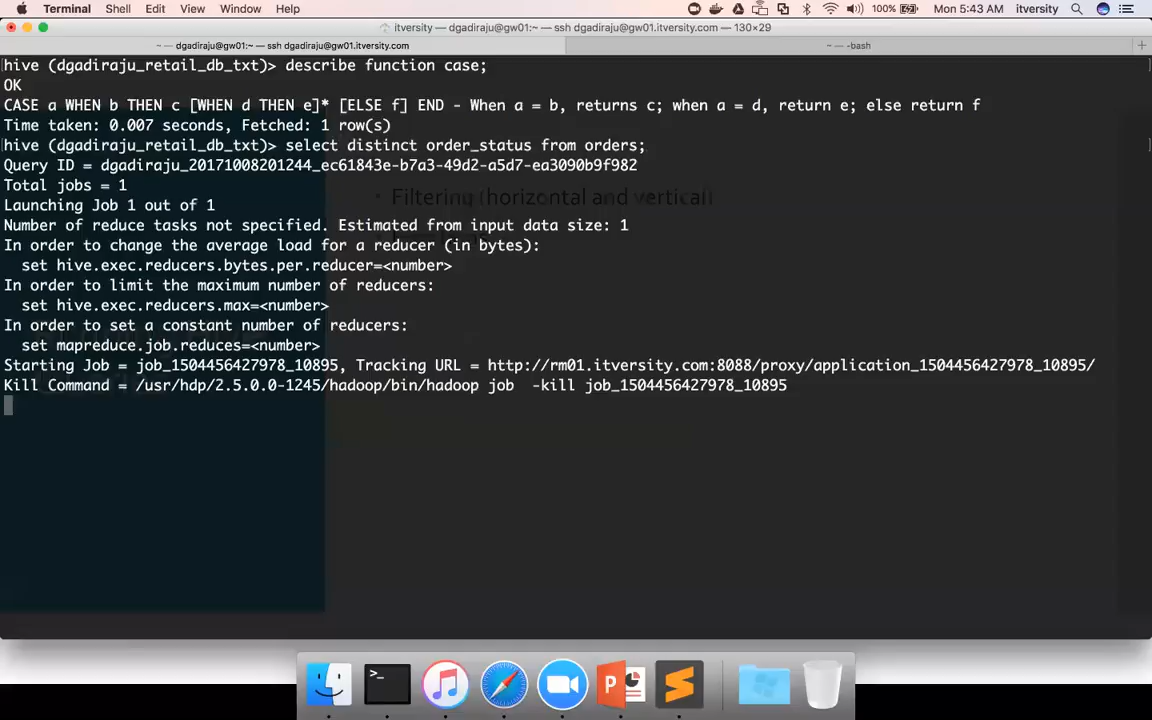 Terminal Shell Edit View Window Help 100% Mon 5:43 AM itversity
itversity — dgadiraju@gw01:~ — ssh dgadiraju@gw01.itversity.com — 130×29
~ — dgadiraju@gw01:~ — ssh dgadiraju@gw01.itversity.com ~ — -bash
hive (dgadiraju_retail_db_txt)> describe function case;
OK
CASE a WHEN b THEN c [WHEN d THEN e]* [ELSE f] END - When a = b, returns c; when a = d, return e; else return f
Time taken: 0.007 seconds, Fetched: 1 row(s)
hive (dgadiraju_retail_db_txt)> select distinct order_status from orders;
Query ID = dgadiraju_20171008201244_ec61843e-b7a3-49d2-a5d7-ea3090b9f982
Total jobs = 1
• Filtering (horizontal and vertical)
Launching Job 1 out of 1
Number of reduce tasks not specified. Estimated from input data size: 1
In order to change the average load for a reducer (in bytes):
  set hive.exec.reducers.bytes.per.reducer=<number>
In order to limit the maximum number of reducers:
  set hive.exec.reducers.max=<number>
In order to set a constant number of reducers:
  set mapreduce.job.reduces=<number>
Starting Job = job_1504456427978_10895, Tracking URL = http://rm01.itversity.com:8088/proxy/application_1504456427978_10895/
Kill Command = /usr/hdp/2.5.0.0-1245/hadoop/bin/hadoop job  -kill job_1504456427978_10895